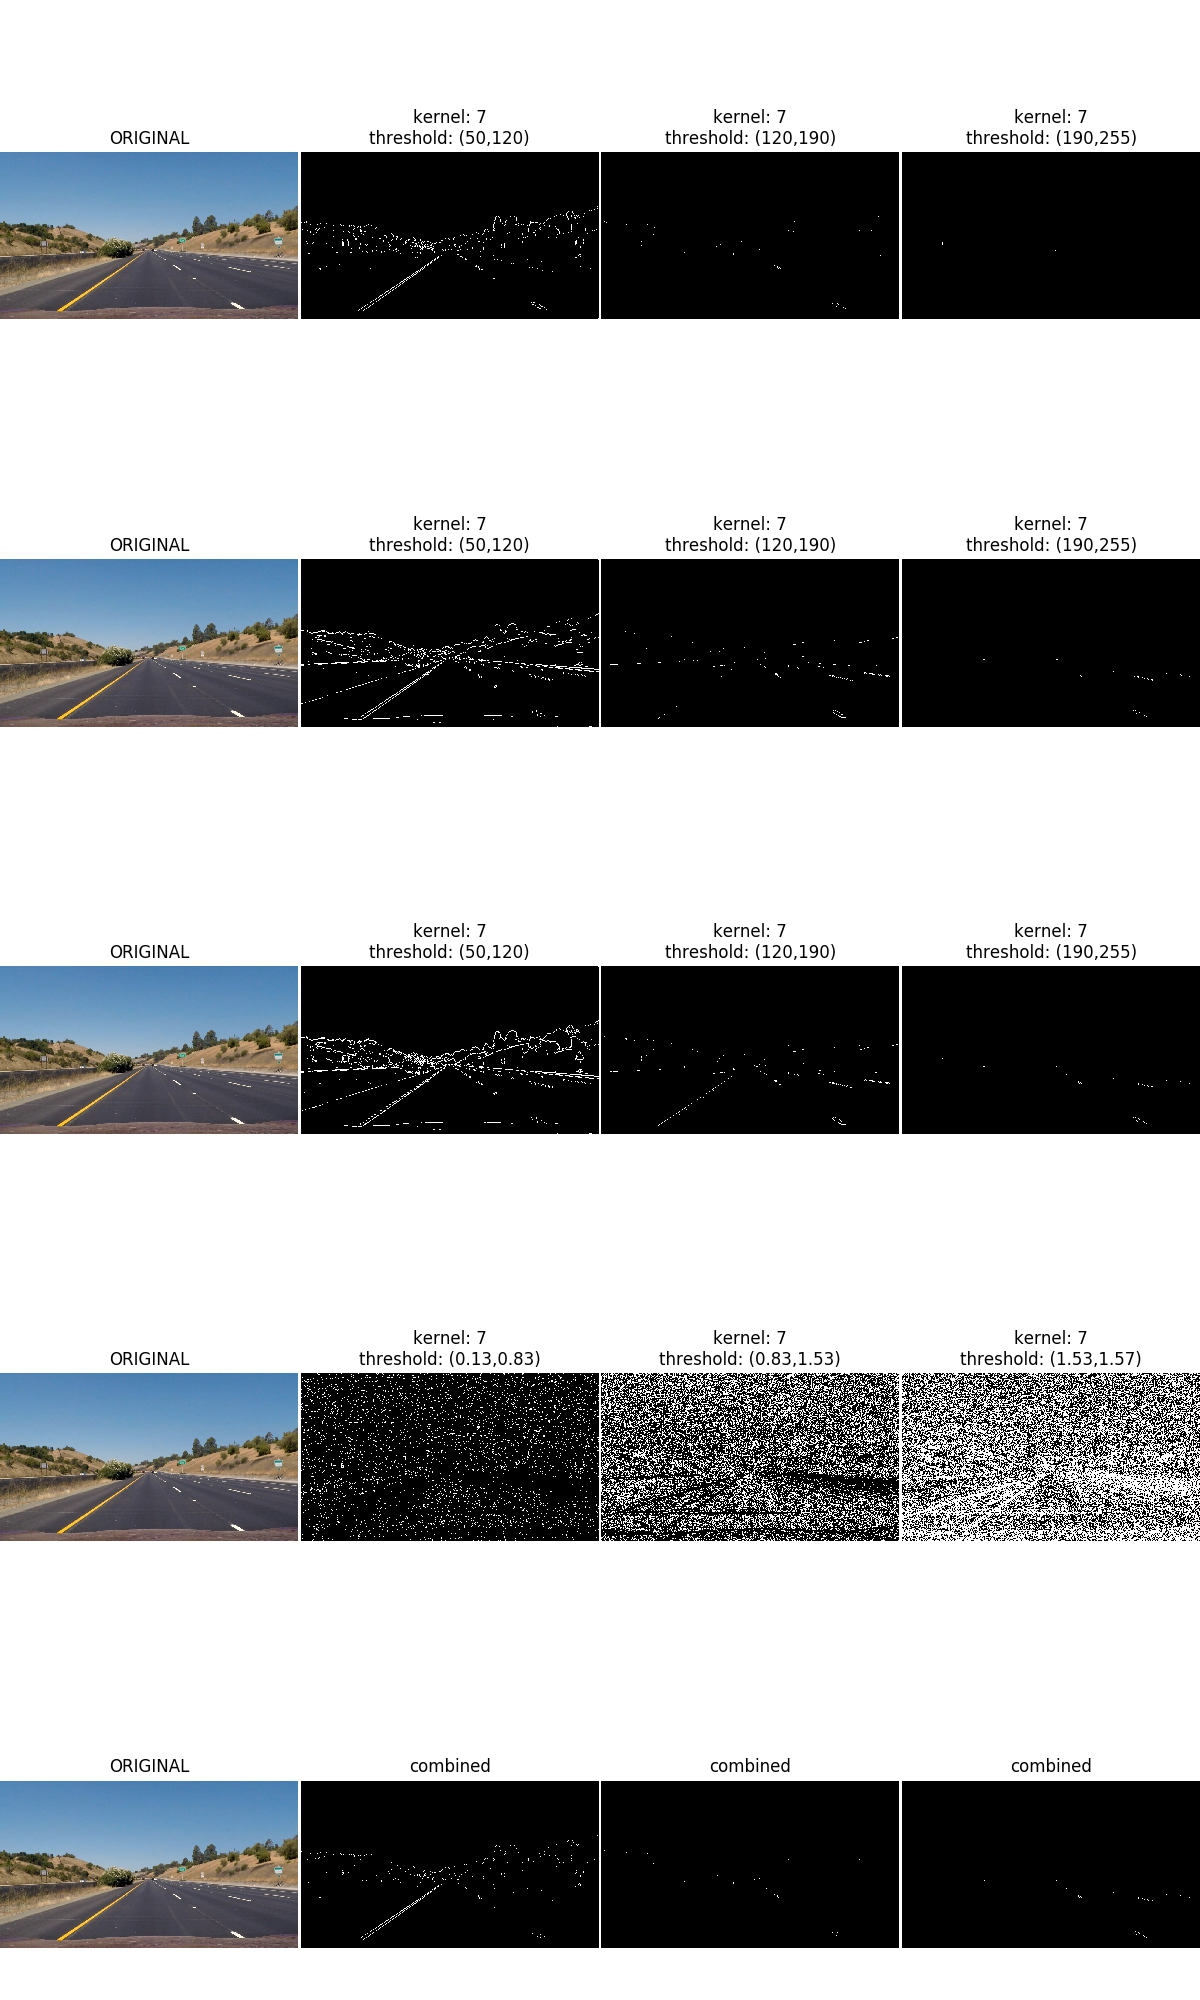 ORIGINAL
kernel: 7
threshold: (50,120)
kernel: 7
threshold: (120,190)
kernel: 7
threshold: (190,255)
ORIGINAL
kernel: 7
threshold: (50,120)
kernel: 7
threshold: (120,190)
kernel: 7
threshold: (190,255)
ORIGINAL
kernel: 7
threshold: (50,120)
kernel: 7
threshold: (120,190)
kernel: 7
threshold: (190,255)
ORIGINAL
kernel: 7
threshold: (0.13,0.83)
kernel: 7
threshold: (0.83,1.53)
kernel: 7
threshold: (1.53,1.57)
ORIGINAL
combined
combined
combined